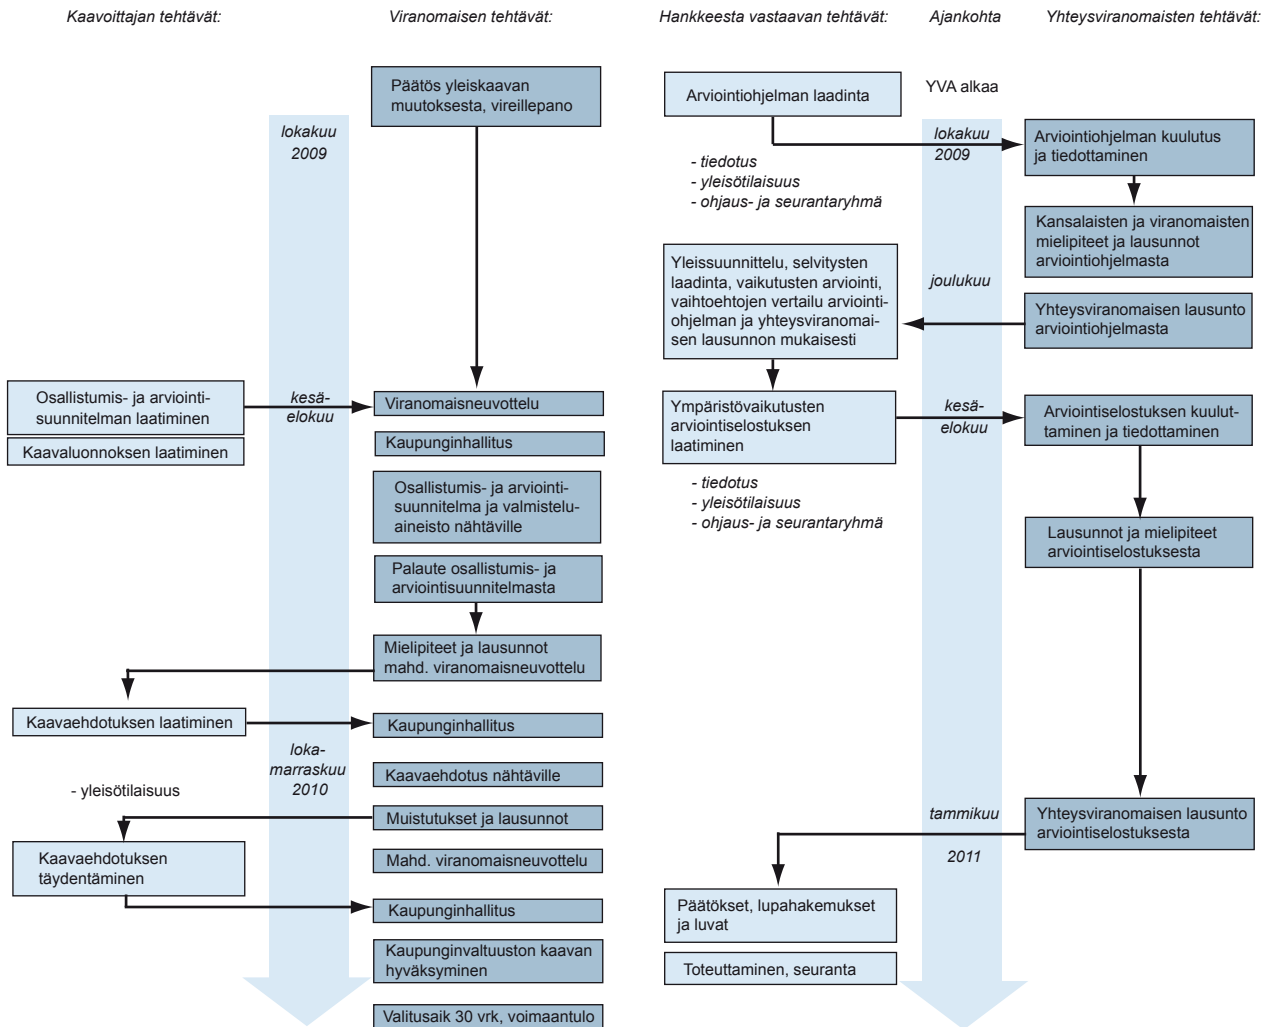 Kaavoittajan tehtävät:
Viranomaisen tehtävät:
Päätös yleiskaavan
muutoksesta, vireillepano
lokakuu
2009
Osallistumis- ja arviointi-
suunnitelman laatiminen
Kaavaluonnoksen laatiminen
kesä-
elokuu
Viranomaisneuvottelu
Kaupunginhallitus
Osallistumis- ja arviointi-
suunnitelma ja valmistelu-
aineisto nähtäville
Palaute osallistumis- ja
arviointisuunnitelmasta
Mielipiteet ja lausunnot
mahd. viranomaisneuvottelu
Kaavaehdotuksen laatiminen
Kaupunginhallitus
loka-
marraskuu
2010
Kaavaehdotus nähtäville
- yleisötilaisuus
Muistutukset ja lausunnot
Kaavaehdotuksen
täydentäminen
Mahd. viranomaisneuvottelu
Kaupunginhallitus
Kaupunginvaltuuston kaavan
hyväksyminen
Valitusaik 30 vrk, voimaantulo
Hankkeesta vastaavan tehtävät:
Ajankohta
Yhteysviranomaisten tehtävät:
Arviointiohjelman laadinta
YVA alkaa
lokakuu
2009
Arviointiohjelman kuulutus
ja tiedottaminen
- tiedotus
- yleisötilaisuus
- ohjaus- ja seurantaryhmä
Kansalaisten ja viranomaisten
mielipiteet ja lausunnot
arviointiohjelmasta
Yleissuunnittelu, selvitysten
laadinta, vaikutusten arviointi,
vaihtoehtojen vertailu arviointi-
ohjelman ja yhteysviranomai-
sen lausunnon mukaisesti
joulukuu
Yhteysviranomaisen lausunto
arviointiohjelmasta
Ympäristövaikutusten
arviointiselostuksen
laatiminen
kesä-
elokuu
Arviointiselostuksen kuulut-
taminen ja tiedottaminen
- tiedotus
- yleisötilaisuus
- ohjaus- ja seurantaryhmä
Lausunnot ja mielipiteet
arviointiselostuksesta
tammikuu
2011
Yhteysviranomaisen lausunto
arviointiselostuksesta
Päätökset, lupahakemukset
ja luvat
Toteuttaminen, seuranta